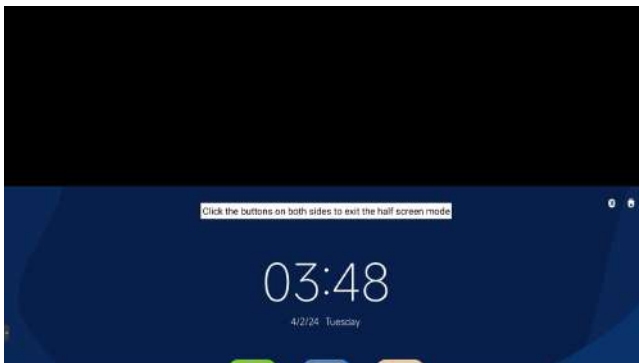 Click the buttons on both sides to exit the half screen mode
03:48
4/2/24 Tuesday